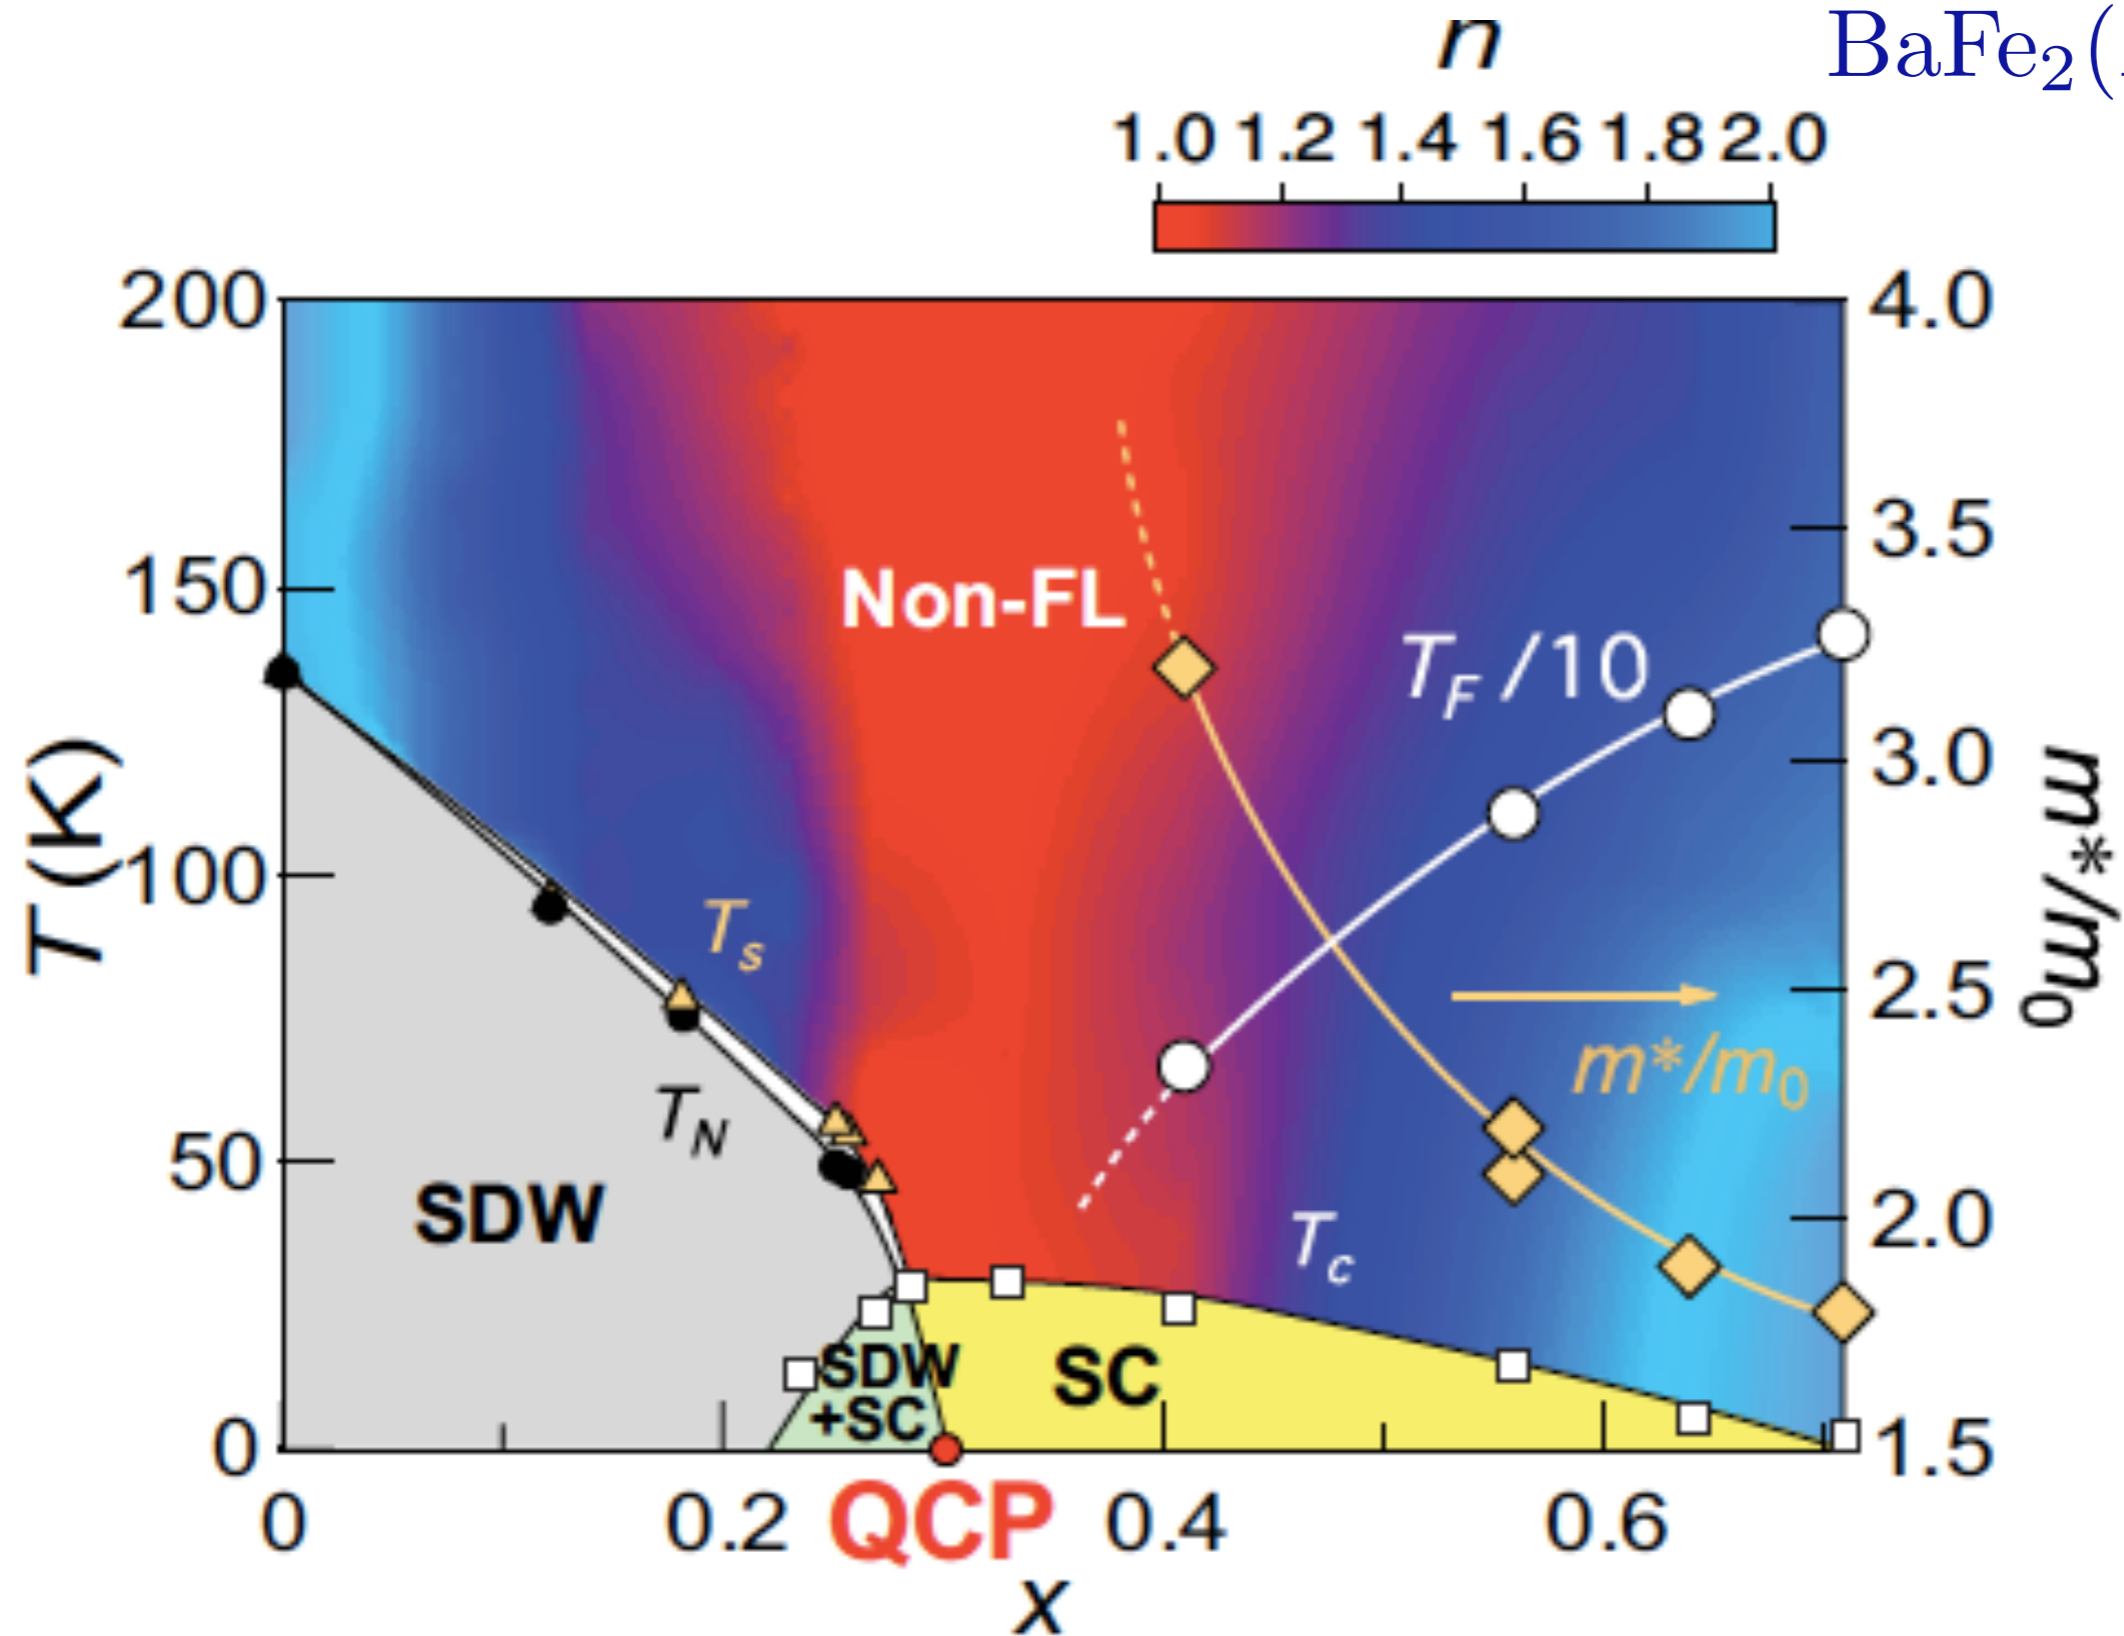 n
BaFe₂(
1.0 1.2 1.4 1.6 1.8 2.0
200
4.0
3.5
150
Non-FL
T_F /10
3.0
T (K)
m*/m₀
100
T_s
2.5
m*/m₀
T_N
50
SDW
2.0
T_c
SDW
+SC
SC
0
1.5
0
0.2
QCP
0.4
0.6
x